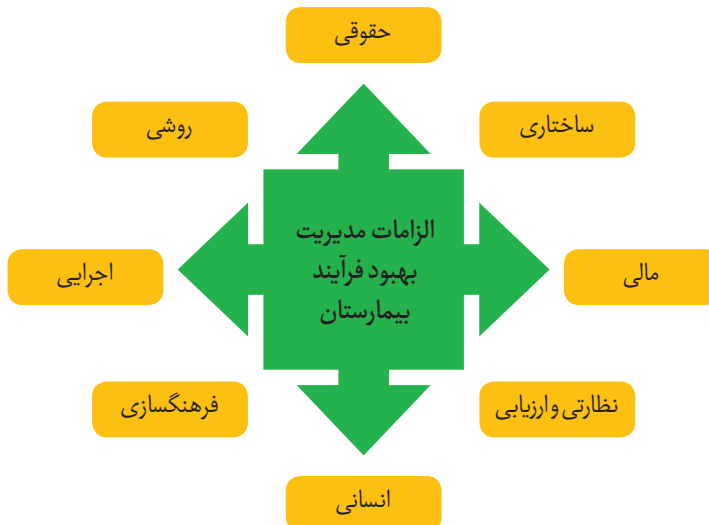 حقوقی
ساختاری
روشی
الزامات مدیریت
بهبود فرآیند
بیمارستان
مالی
اجرایی
نظارتی و ارزیابی
فرهنگسازی
انسانی